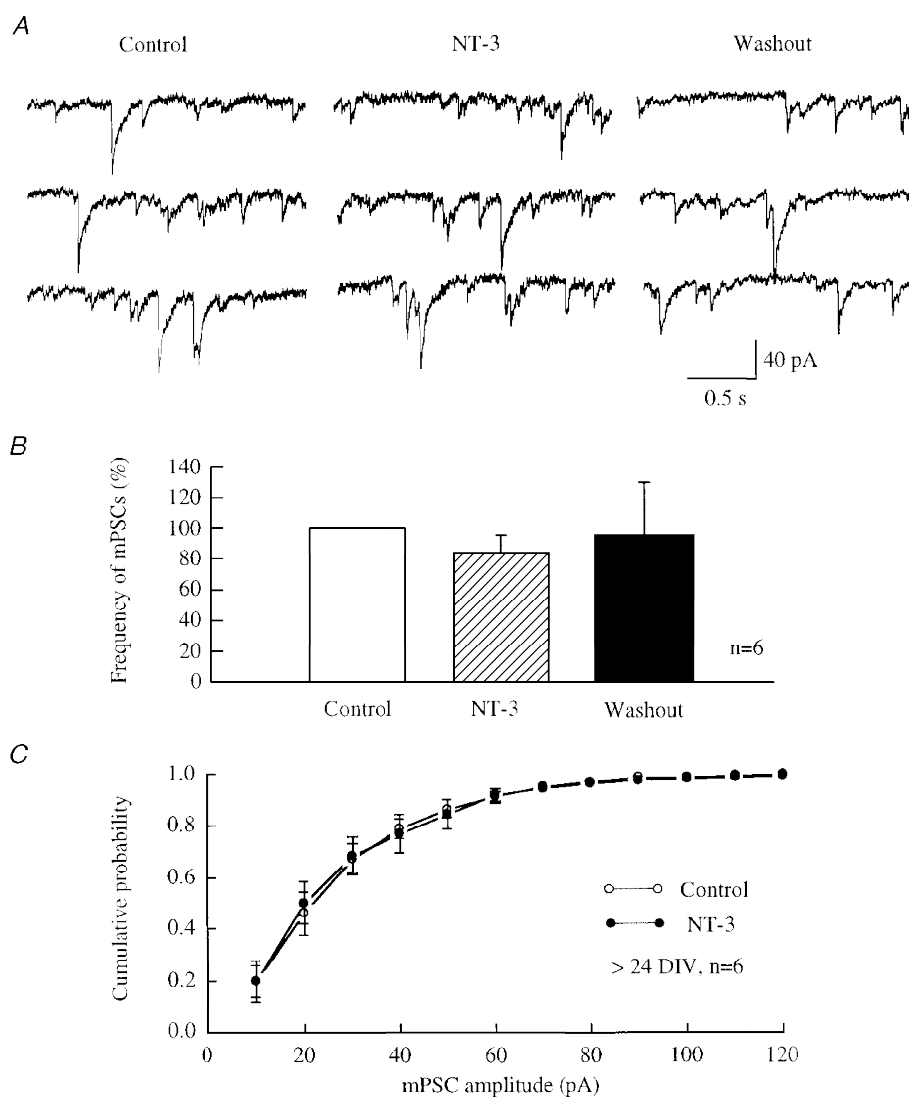 A
Control NT-3 Washout
40 pA
0.5 s
B
Frequency of mPSCs (%)
140
120
100
80
60
40
20
0
n=6
Control NT-3 Washout
C
Cumulative probability
1.0
0.8
0.6
0.4
0.2
0.0
Control
NT-3
> 24 DIV, n=6
0 20 40 60 80 100 120
mPSC amplitude (pA)